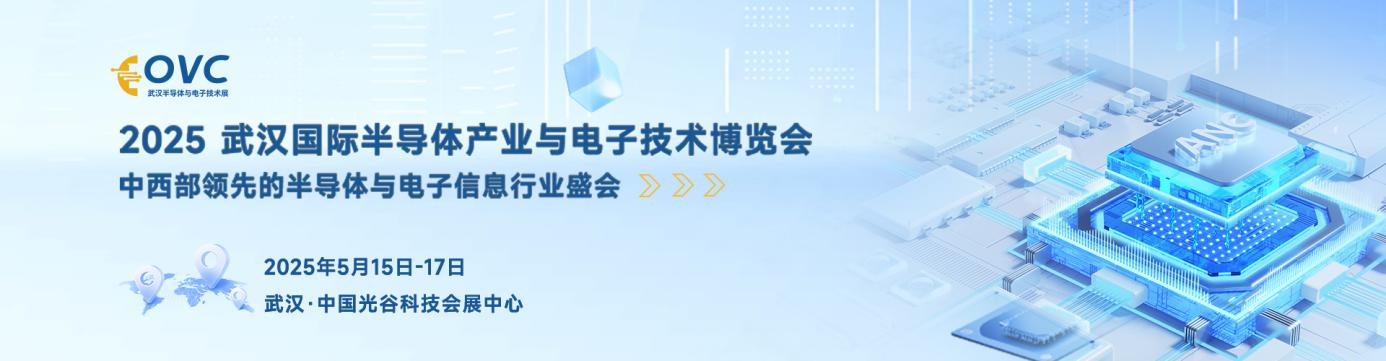 OVC
武汉半导体与电子技术展
2025 武汉国际半导体产业与电子技术博览会
中西部领先的半导体与电子信息行业盛会
2025年5月15日-17日
武汉·中国光谷科技会展中心